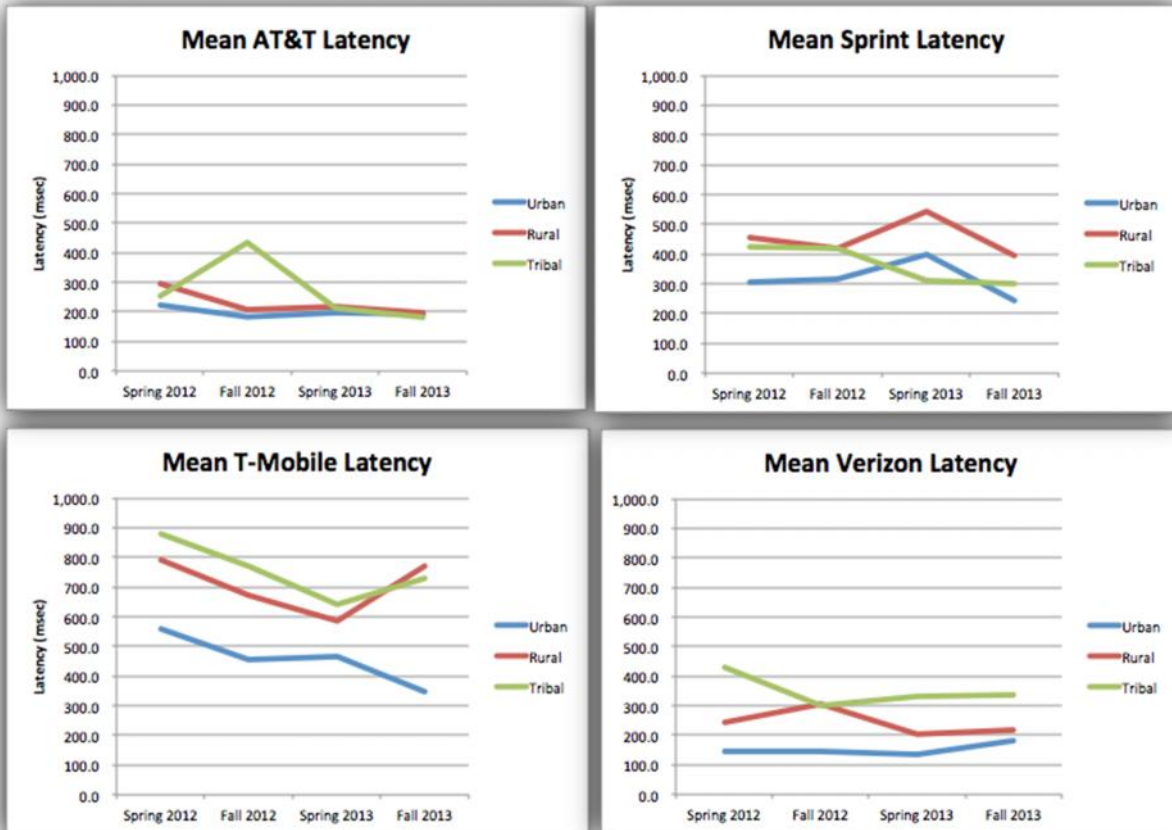 Mean AT&T Latency
1,000.0
900.0
800.0
700.0
600.0
500.0
400.0
300.0
200.0
100.0
0.0
Latency (msec)
Spring 2012 Fall 2012 Spring 2013 Fall 2013
Urban
Rural
Tribal
Mean Sprint Latency
1,000.0
900.0
800.0
700.0
600.0
500.0
400.0
300.0
200.0
100.0
0.0
Latency (msec)
Spring 2012 Fall 2012 Spring 2013 Fall 2013
Urban
Rural
Tribal
Mean T-Mobile Latency
1,000.0
900.0
800.0
700.0
600.0
500.0
400.0
300.0
200.0
100.0
0.0
Latency (msec)
Spring 2012 Fall 2012 Spring 2013 Fall 2013
Urban
Rural
Tribal
Mean Verizon Latency
1,000.0
900.0
800.0
700.0
600.0
500.0
400.0
300.0
200.0
100.0
0.0
Spring 2012 Fall 2012 Spring 2013 Fall 2013
Urban
Rural
Tribal